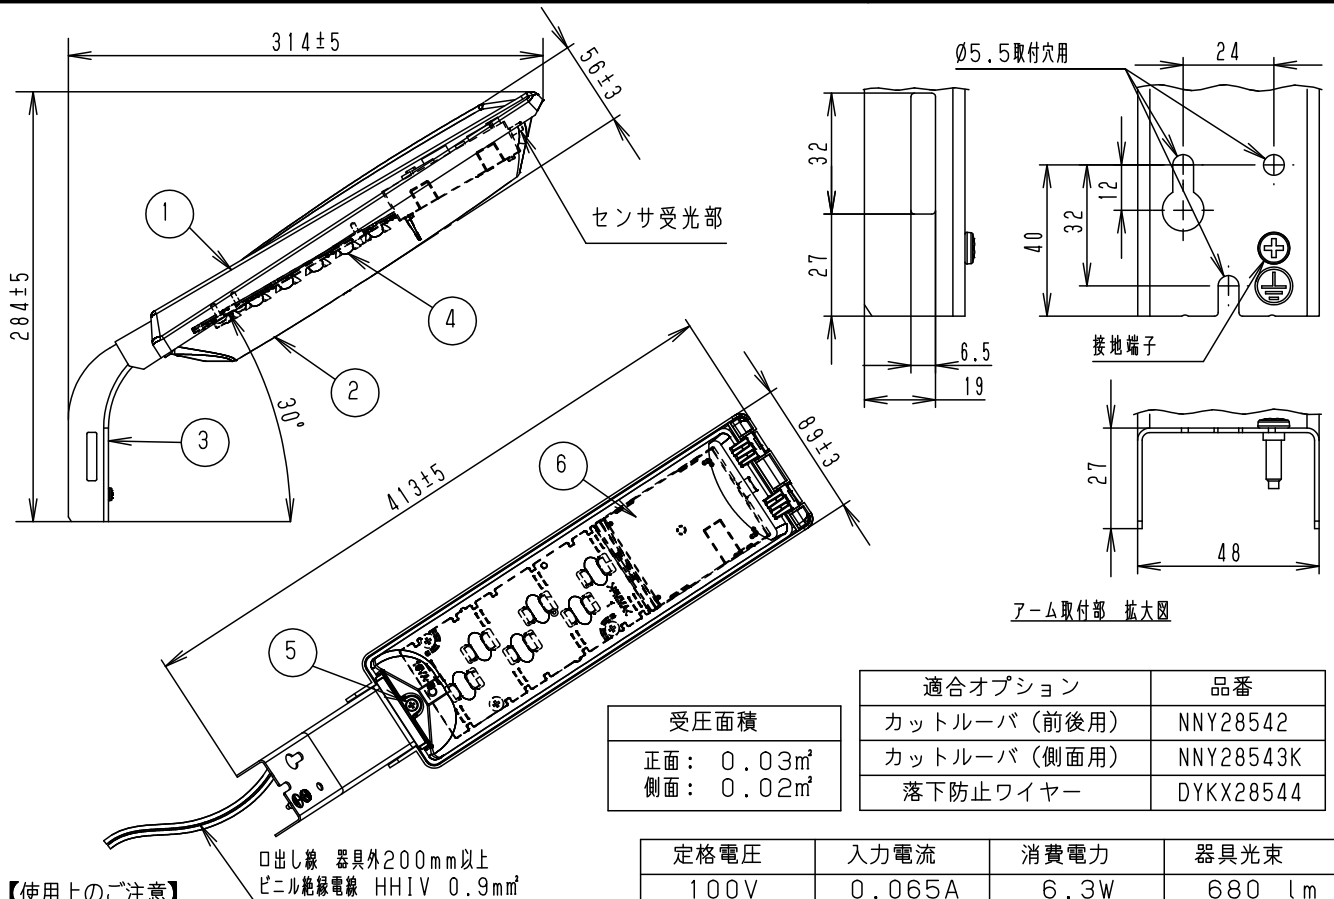 314±5
56±3
284±5
センサ受光部
1
4
2
3
30°
Ø5.5取付穴用
24
32
27
6.5
19
40
32
12
接地端子
27
48
アーム取付部 拡大図
413±5
89±3
6
5
口出し線 器具外200mm以上
ビニル絶縁電線 HHIV 0.9mm²
【使用上のご注意】
受圧面積
正面: 0.03m²
側面: 0.02m²
適合オプション 品番
カットルーバ (前後用) NNY28542
カットルーバ (側面用) NNY28543K
落下防止ワイヤー DYKX28544
定格電圧 入力電流 消費電力 器具光束
100V 0.065A 6.3W 680 lm